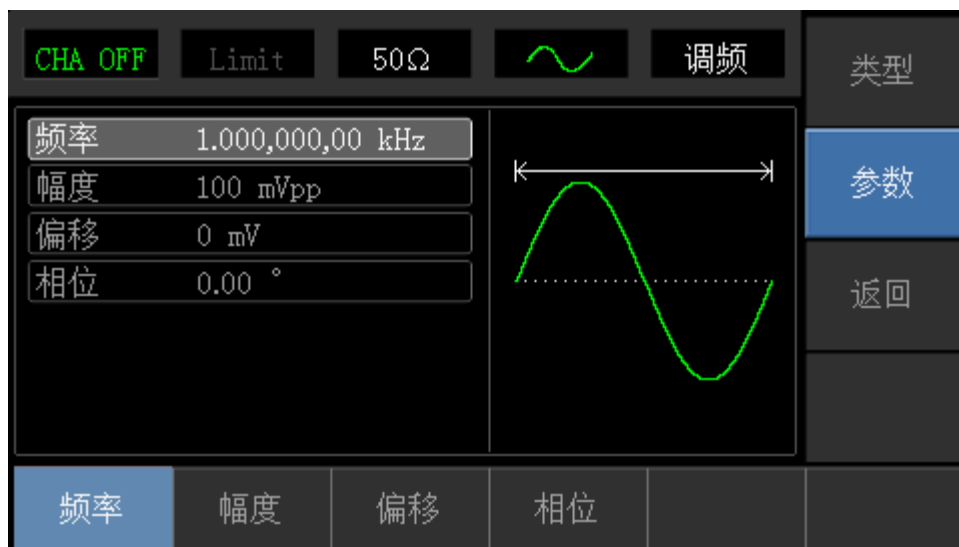 CHA OFF Limit 50Ω 调频
类型
频率 1.000,000,00 kHz
幅度 100 mVpp
偏移 0 mV
相位 0.00 °
参数
返回
频率 幅度 偏移 相位